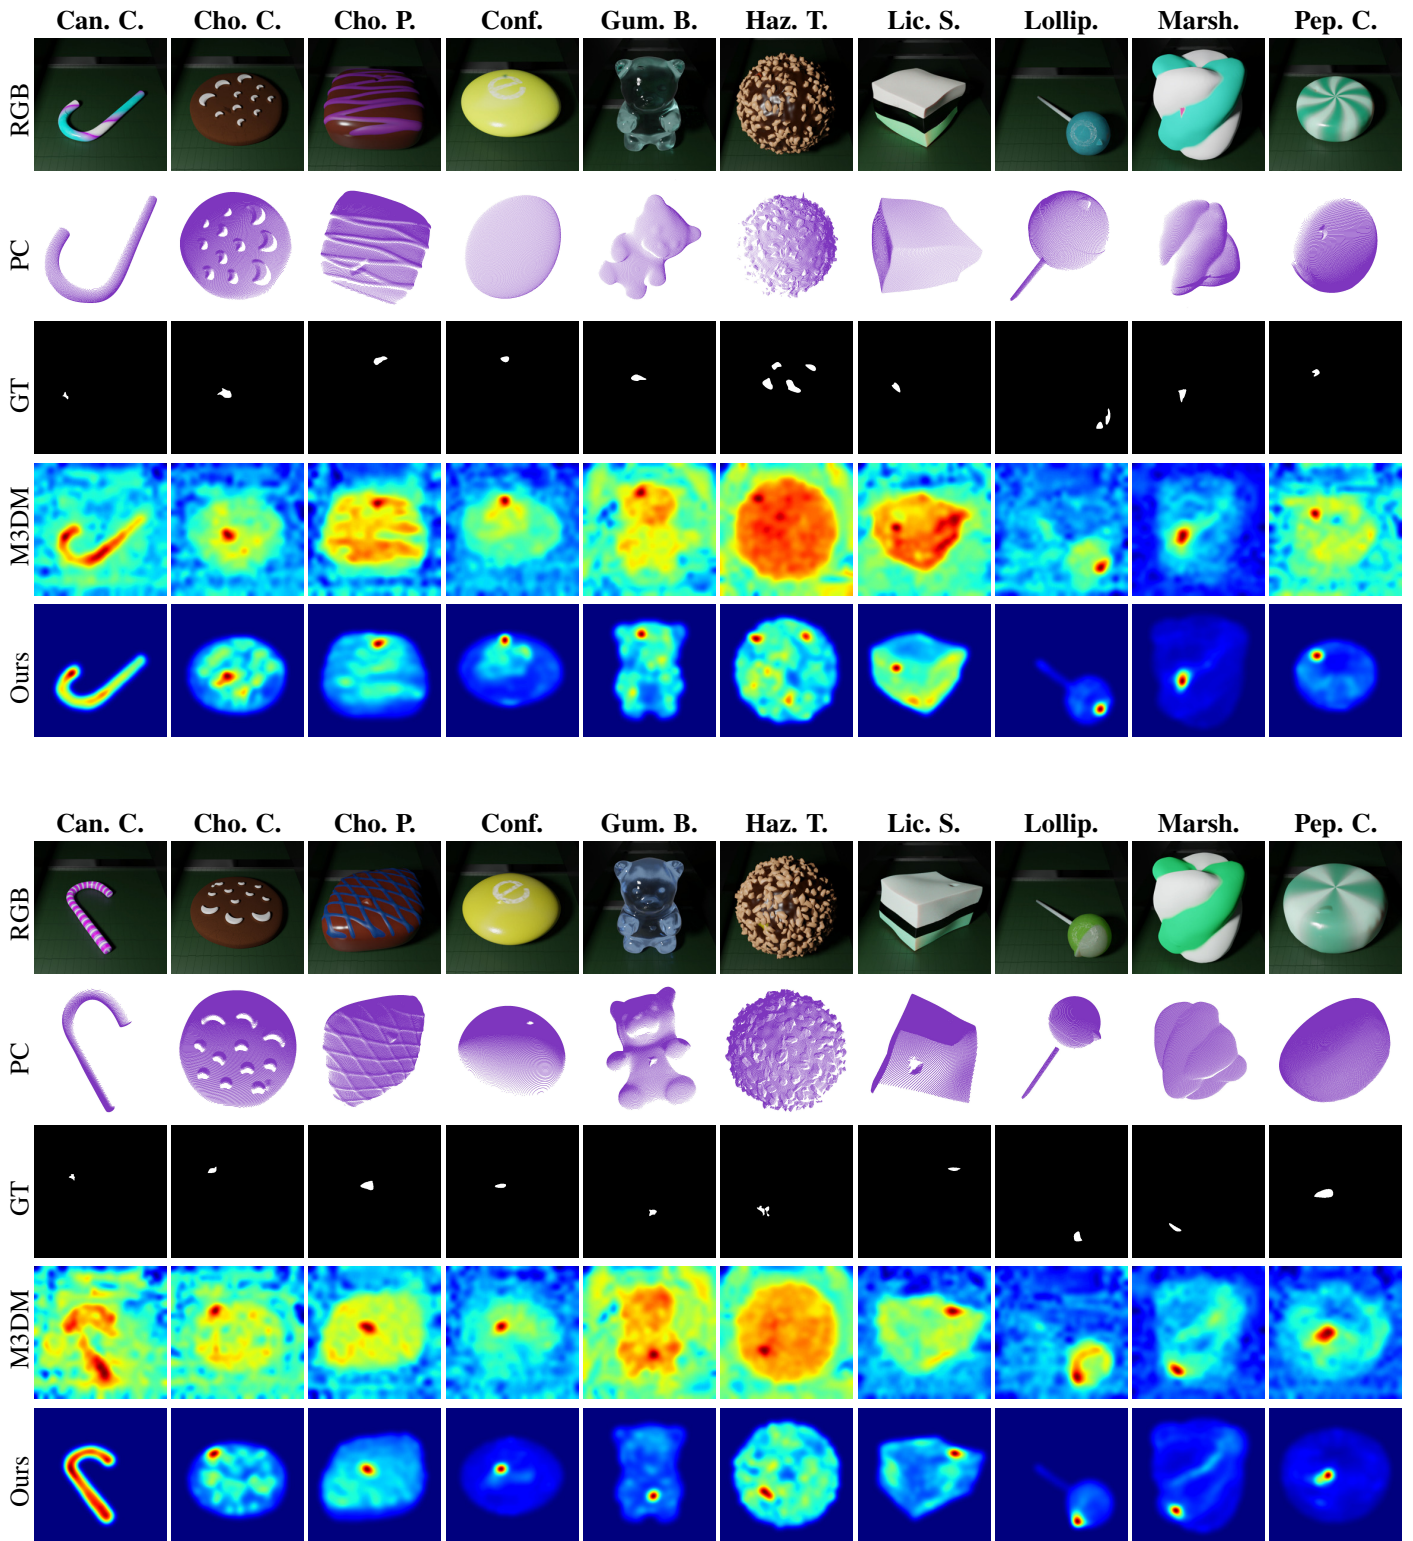 Can. C. Cho. C. Cho. P. Conf. Gum. B. Haz. T. Lic. S. Lollip. Marsh. Pep. C.
RGB
PC
GT
M3DM
Ours
Can. C. Cho. C. Cho. P. Conf. Gum. B. Haz. T. Lic. S. Lollip. Marsh. Pep. C.
RGB
PC
GT
M3DM
Ours